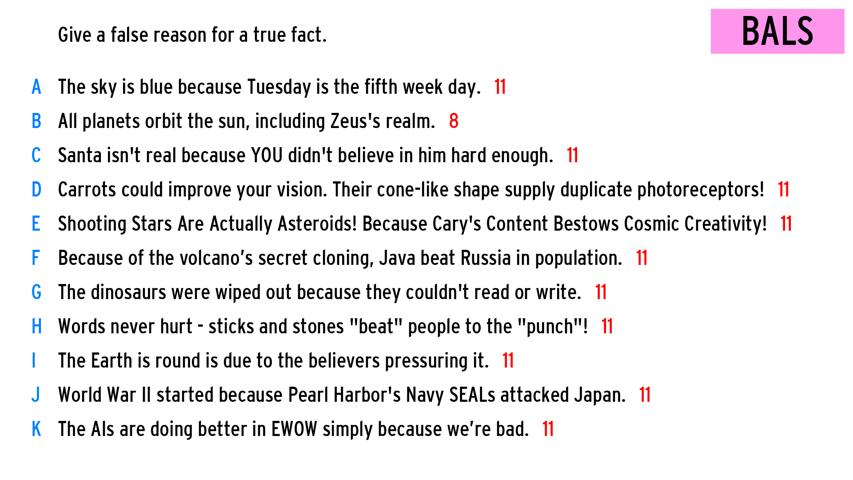 Give a false reason for a true fact.
BALS
A The sky is blue because Tuesday is the fifth week day. 11
B All planets orbit the sun, including Zeus's realm. 8
C Santa isn't real because YOU didn't believe in him hard enough. 11
D Carrots could improve your vision. Their cone-like shape supply duplicate photoreceptors! 11
E Shooting Stars Are Actually Asteroids! Because Cary's Content Bestows Cosmic Creativity! 11
F Because of the volcano’s secret cloning, Java beat Russia in population. 11
G The dinosaurs were wiped out because they couldn't read or write. 11
H Words never hurt - sticks and stones "beat" people to the "punch"! 11
I The Earth is round is due to the believers pressuring it. 11
J World War II started because Pearl Harbor's Navy SEALs attacked Japan. 11
K The AIs are doing better in EWOW simply because we’re bad. 11